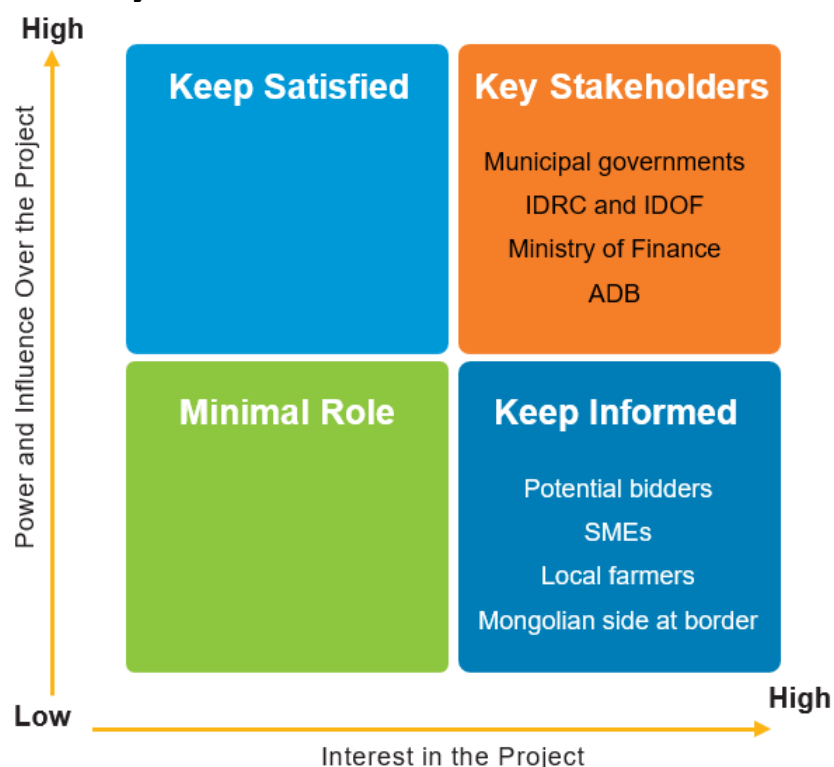 High
Power and Influence Over the Project
Keep Satisfied
Key Stakeholders
Municipal governments
IDRC and IDOF
Ministry of Finance
ADB
Minimal Role
Keep Informed
Potential bidders
SMEs
Local farmers
Mongolian side at border
Low
High
Interest in the Project